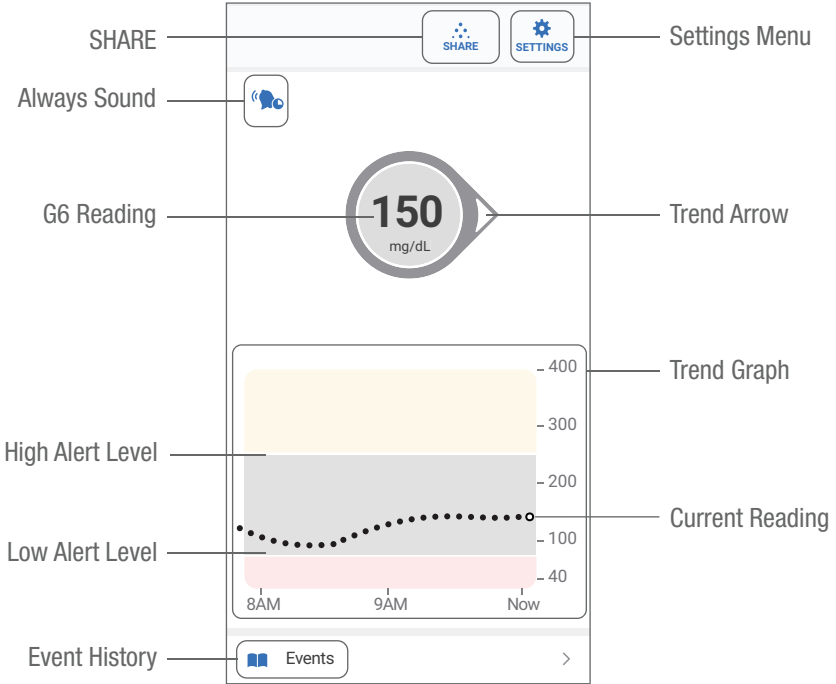 SHARE
SHARE
SETTINGS
Settings Menu
Always Sound
G6 Reading
150
mg/dL
Trend Arrow
400
Trend Graph
300
High Alert Level
200
Current Reading
100
Low Alert Level
40
8AM
9AM
Now
Event History
Events